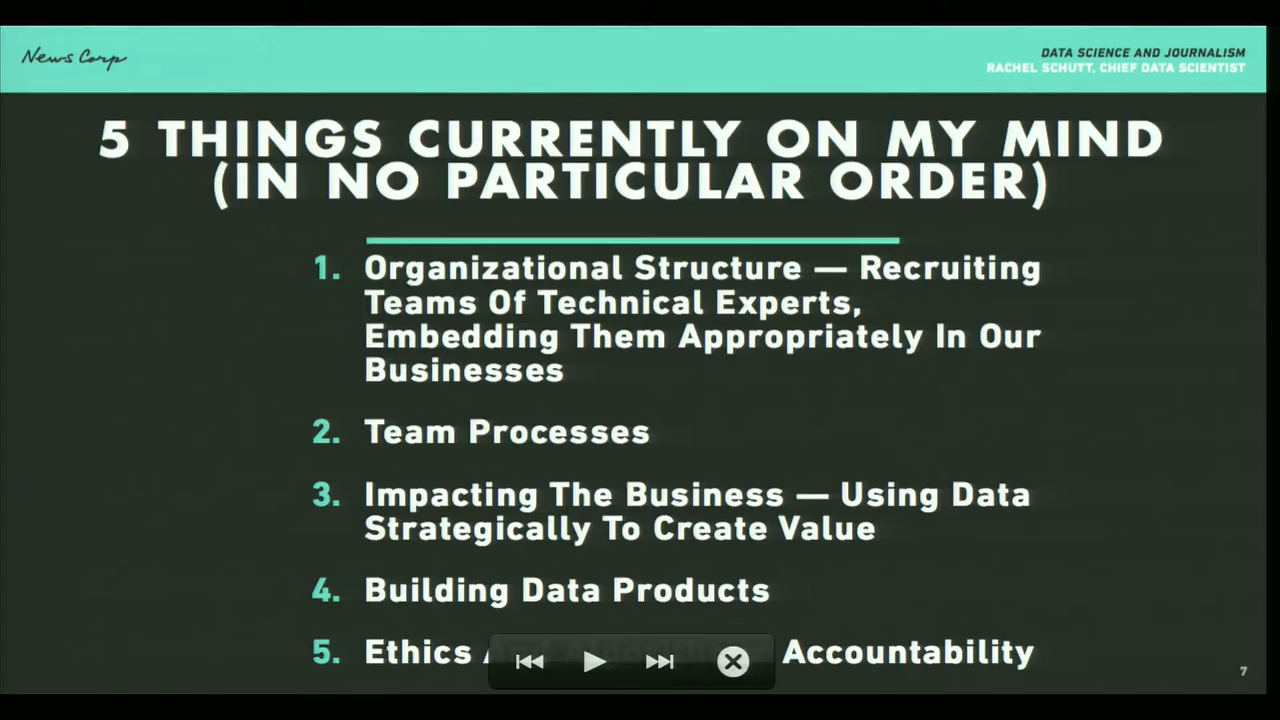 News Corp
DATA SCIENCE AND JOURNALISM
RACHEL SCHUTT, CHIEF DATA SCIENTIST
5 THINGS CURRENTLY ON MY MIND
(IN NO PARTICULAR ORDER)
1. Organizational Structure — Recruiting
Teams Of Technical Experts,
Embedding Them Appropriately In Our
Businesses
2. Team Processes
3. Impacting The Business — Using Data
Strategically To Create Value
4. Building Data Products
5. Ethics Accountability
7